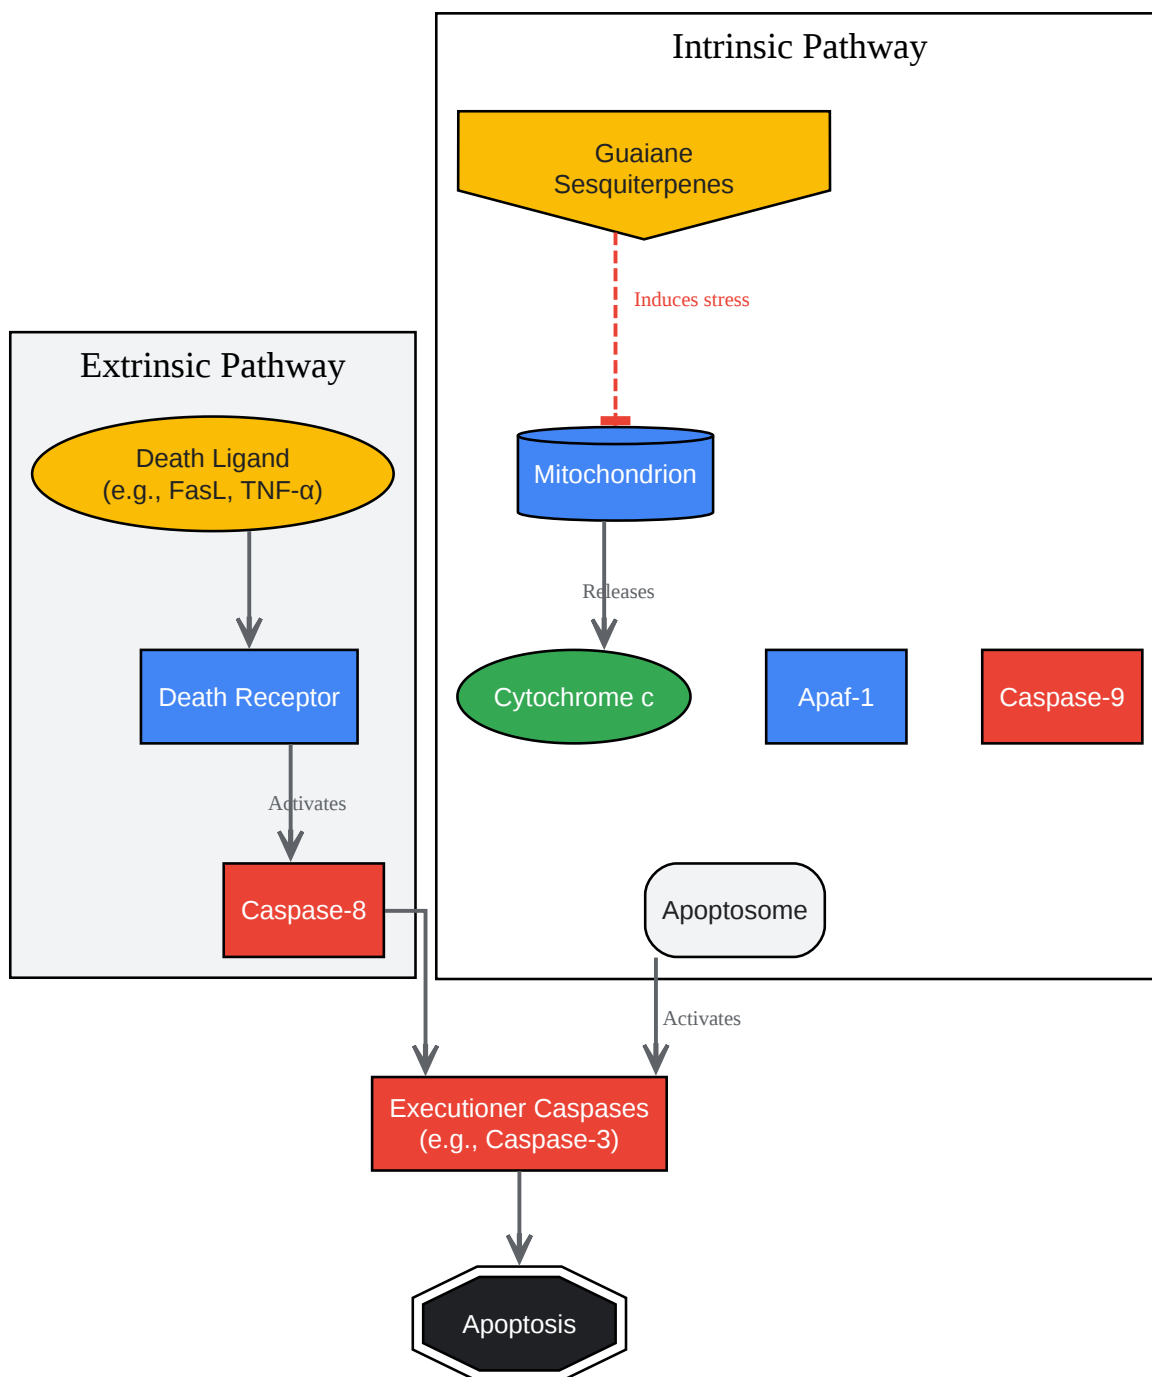 Intrinsic Pathway
Guaiane
Sesquiterpenes
Induces stress
Extrinsic Pathway
Death Ligand
(e.g., FasL, TNF-α)
Mitochondrion
Releases
Death Receptor
Cytochrome c
Apaf-1
Caspase-9
Activates
Caspase-8
Apoptosome
Activates
Executioner Caspases
(e.g., Caspase-3)
Apoptosis